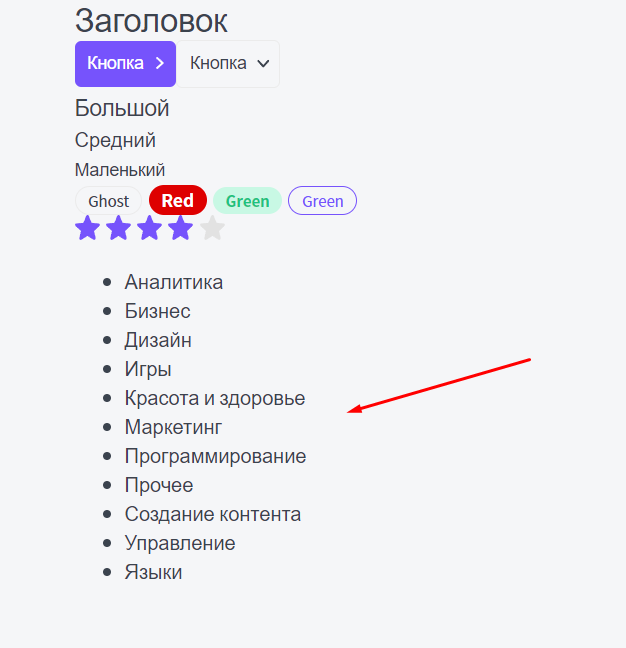 Заголовок
Кнопка Кнопка
Большой
Средний
Маленький
Ghost Red Green Green
Аналитика
Бизнес
Дизайн
Игры
Красота и здоровье
Маркетинг
Программирование
Прочее
Создание контента
Управление
Языки